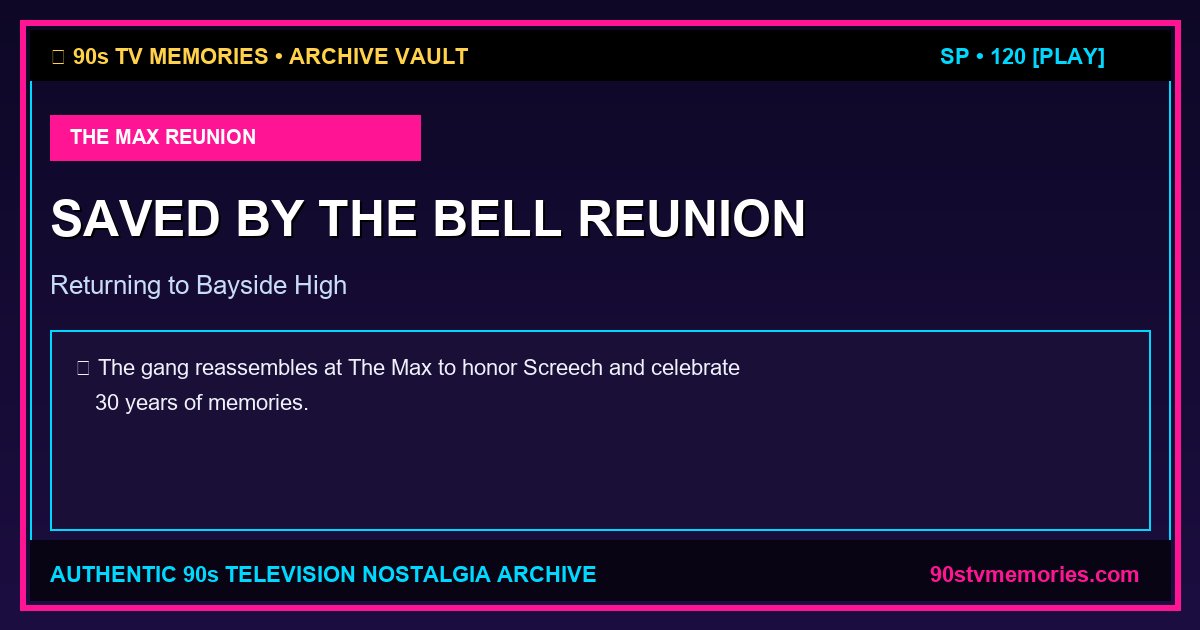 90s TV MEMORIES • ARCHIVE VAULT
SP • 120 [PLAY]
THE MAX REUNION
SAVED BY THE BELL REUNION
Returning to Bayside High
The gang reassembles at The Max to honor Screech and celebrate
30 years of memories.
AUTHENTIC 90s TELEVISION NOSTALGIA ARCHIVE
90stvmemories.com